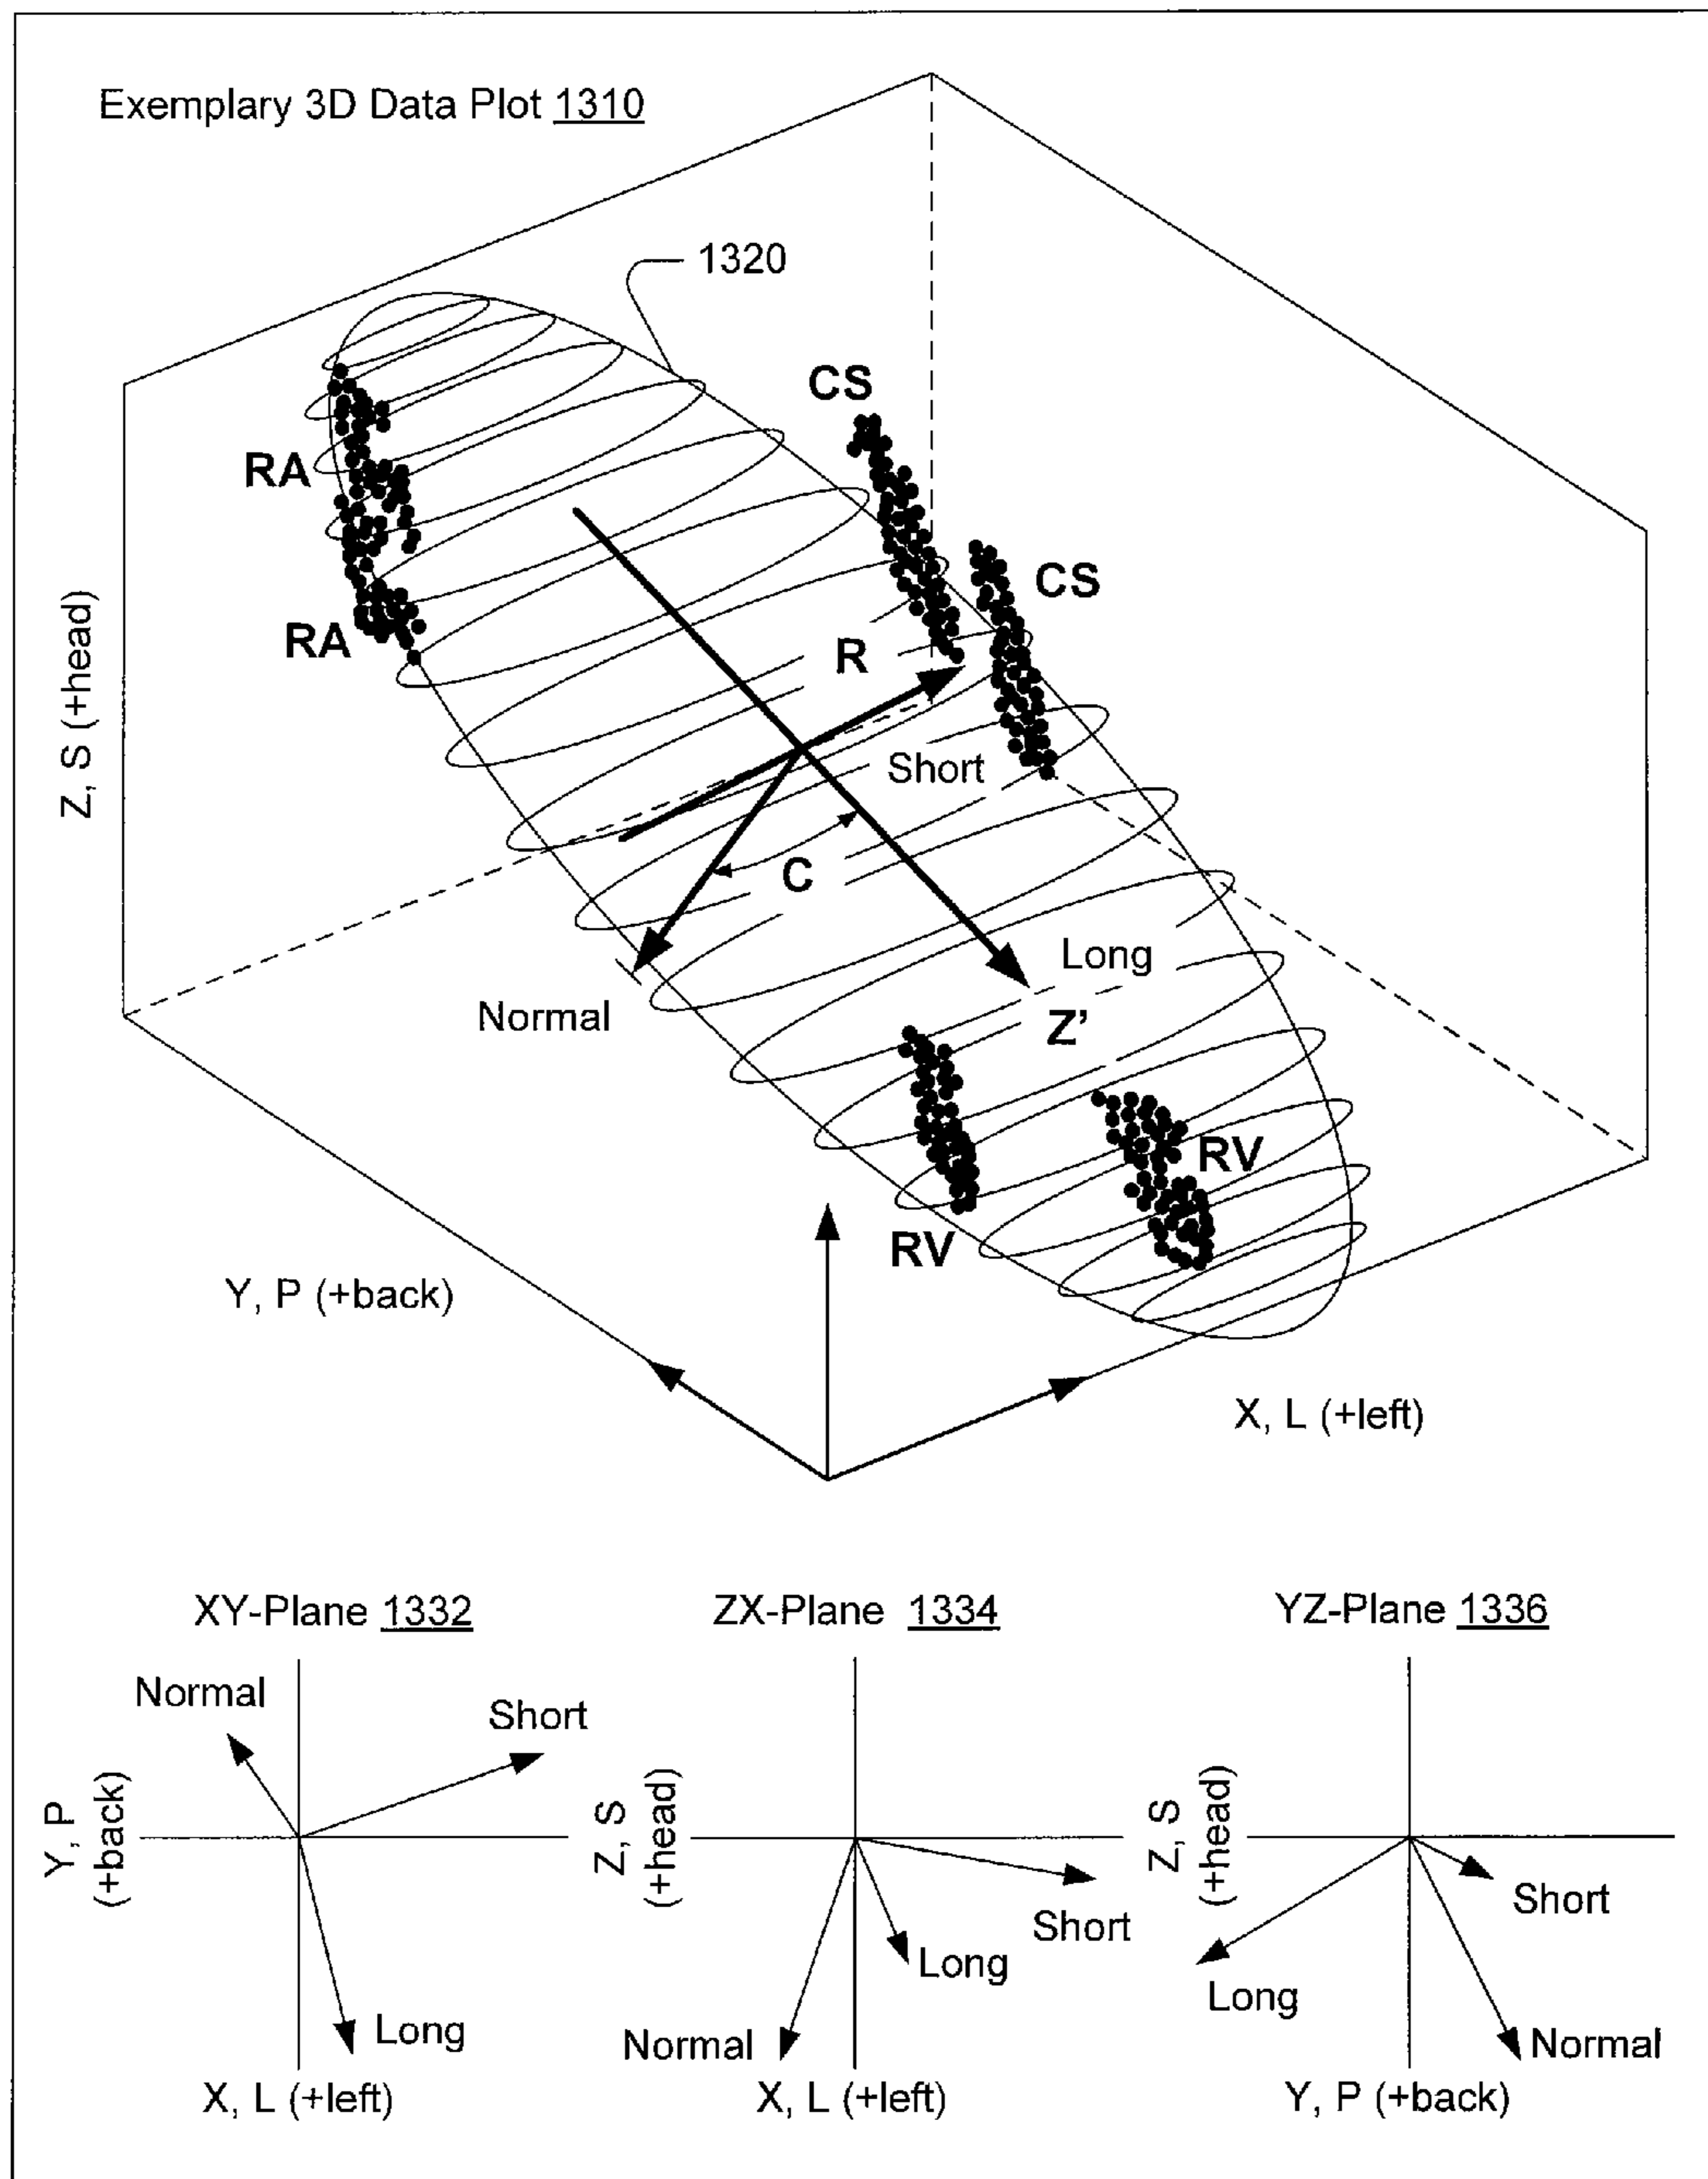 Exemplary 3D Data Plot 1310
1320
CS
RA
CS
RA
R
Z, S (+head)
Short
C
Long
Normal
Z’
RV
RV
Y, P (+back)
X, L (+left)
XY-Plane 1332
ZX-Plane 1334
YZ-Plane 1336
Normal
Short
Y, P
(+back)
Long
X, L (+left)
Z, S
(+head)
Short
Long
Normal
X, L (+left)
Z, S
(+head)
Short
Long
Normal
Y, P (+back)